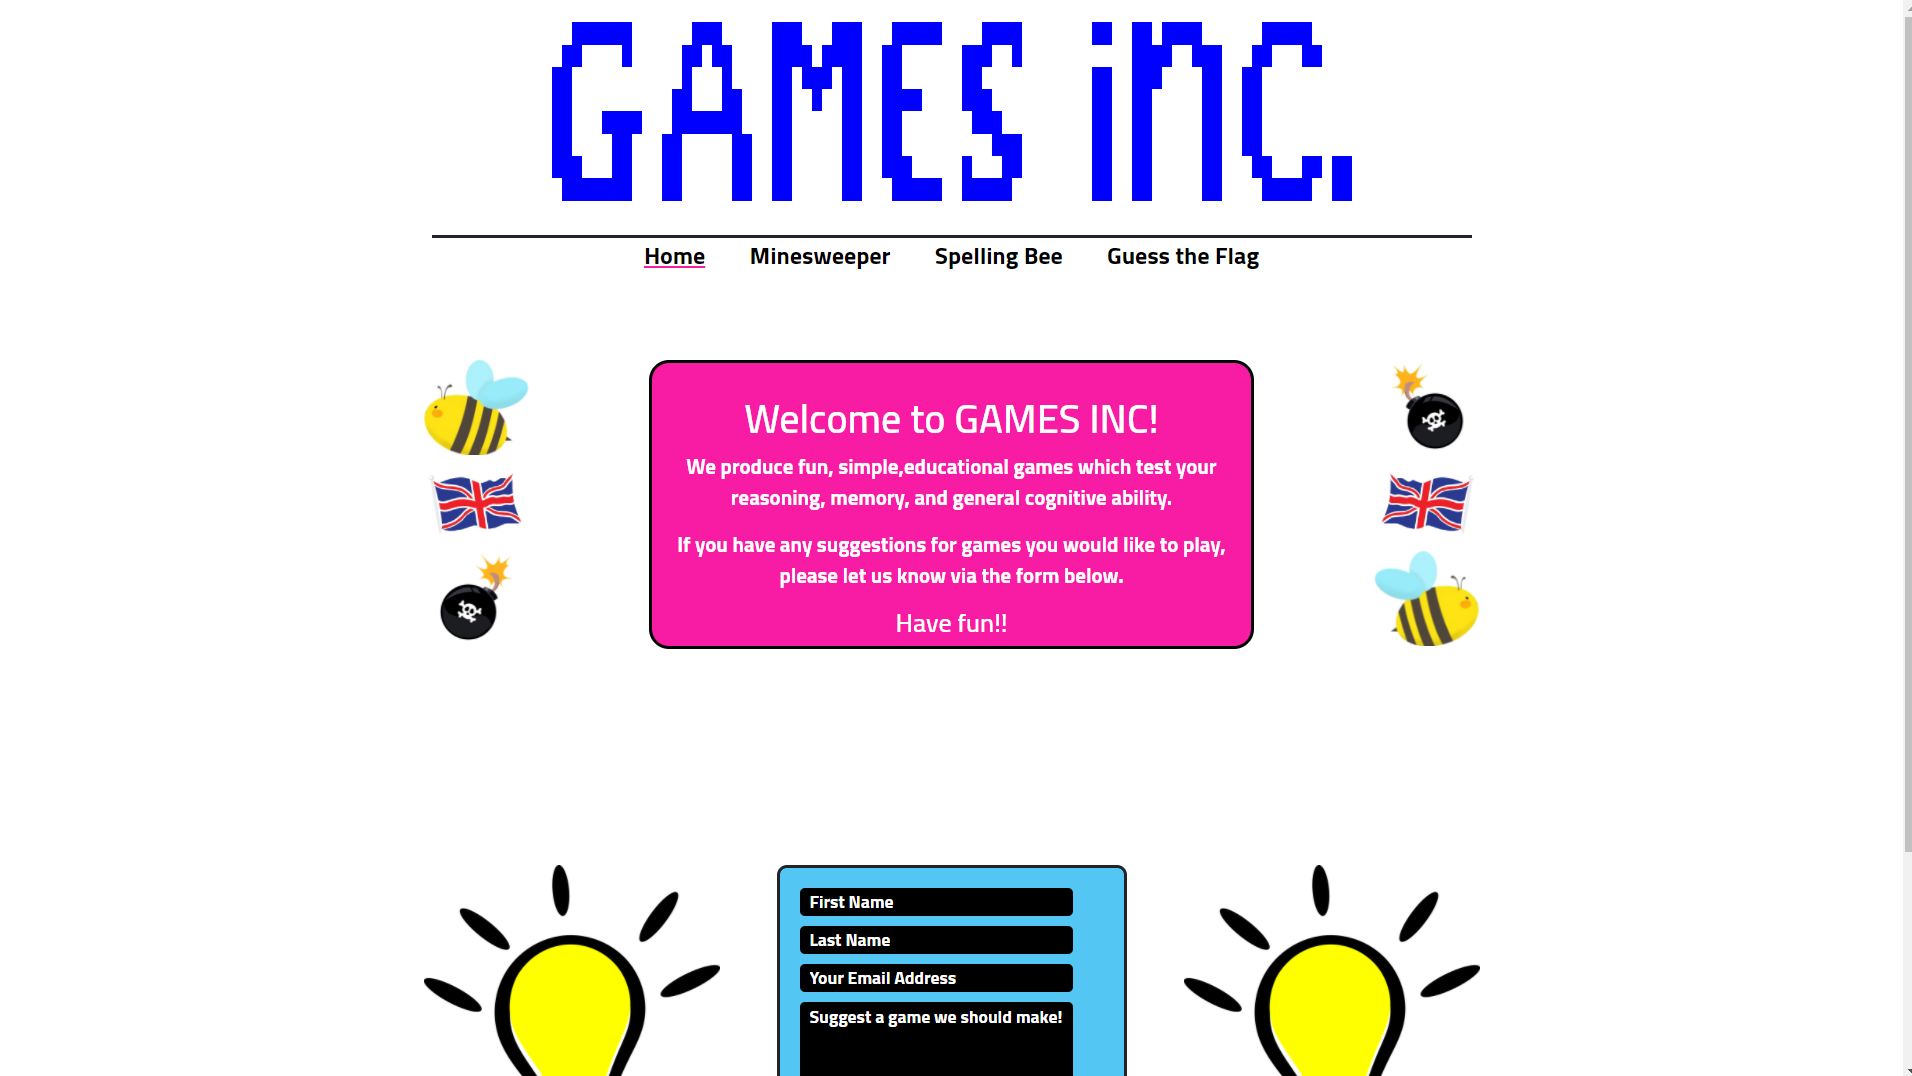 GAMES iNC.
Home Minesweeper Spelling Bee Guess the Flag
Welcome to GAMES INC!
We produce fun, simple,educational games which test your
reasoning, memory, and general cognitive ability.
If you have any suggestions for games you would like to play,
please let us know via the form below.
Have fun!!
First Name
Last Name
Your Email Address
Suggest a game we should make!